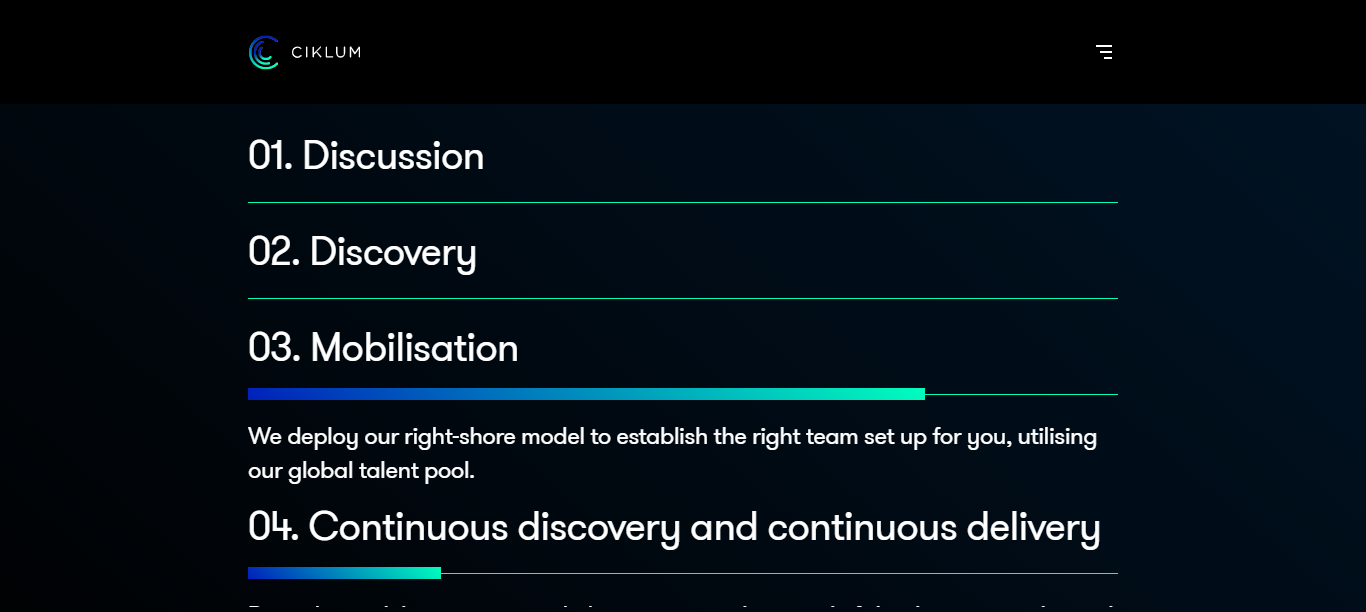 CIKLUM
01. Discussion
02. Discovery
03. Mobilisation
We deploy our right-shore model to establish the right team set up for you, utilising
our global talent pool.
04. Continuous discovery and continuous delivery